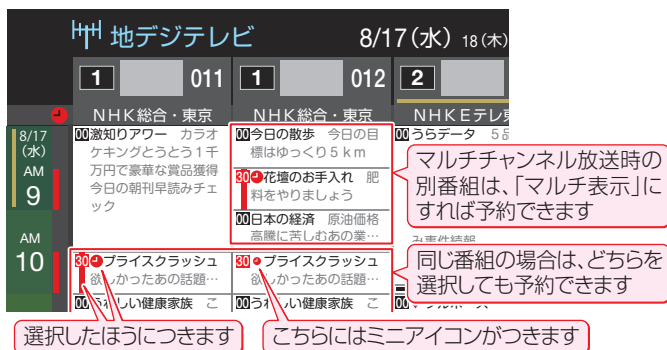 地デジテレビ 8/17(水) 18(木)
1 011 1 012 2
NHK総合・東京 NHK総合・東京 NHKEテレ東
8/17
(水)
AM
9
AM
10
00激知りアワー カラオ
ケキングとうとう1千
万円で豪華な賞品獲得
今日の朝刊早読みチェ
ック
00今日の散歩 今日の目
標はゆっくり5km
30花壇のお手入れ 肥
料をやりましょう
00日本の経済 原油価格
高騰に苦しむあの業…
00うらデータ 5
マルチチャンネル放送時の
別番組は、「マルチ表示」に
すれば予約できます
み事件情報
30プライスクラッシュ
欲しかったあの話題…
00うれしい健康家族 こ
30プライスクラッシュ
欲しかったあの話題…
00うれしい健康家族 こ
同じ番組の場合は、どちらを
選択しても予約できます
00
選択したほうにつきます
こちらにはミニアイコンがつきます